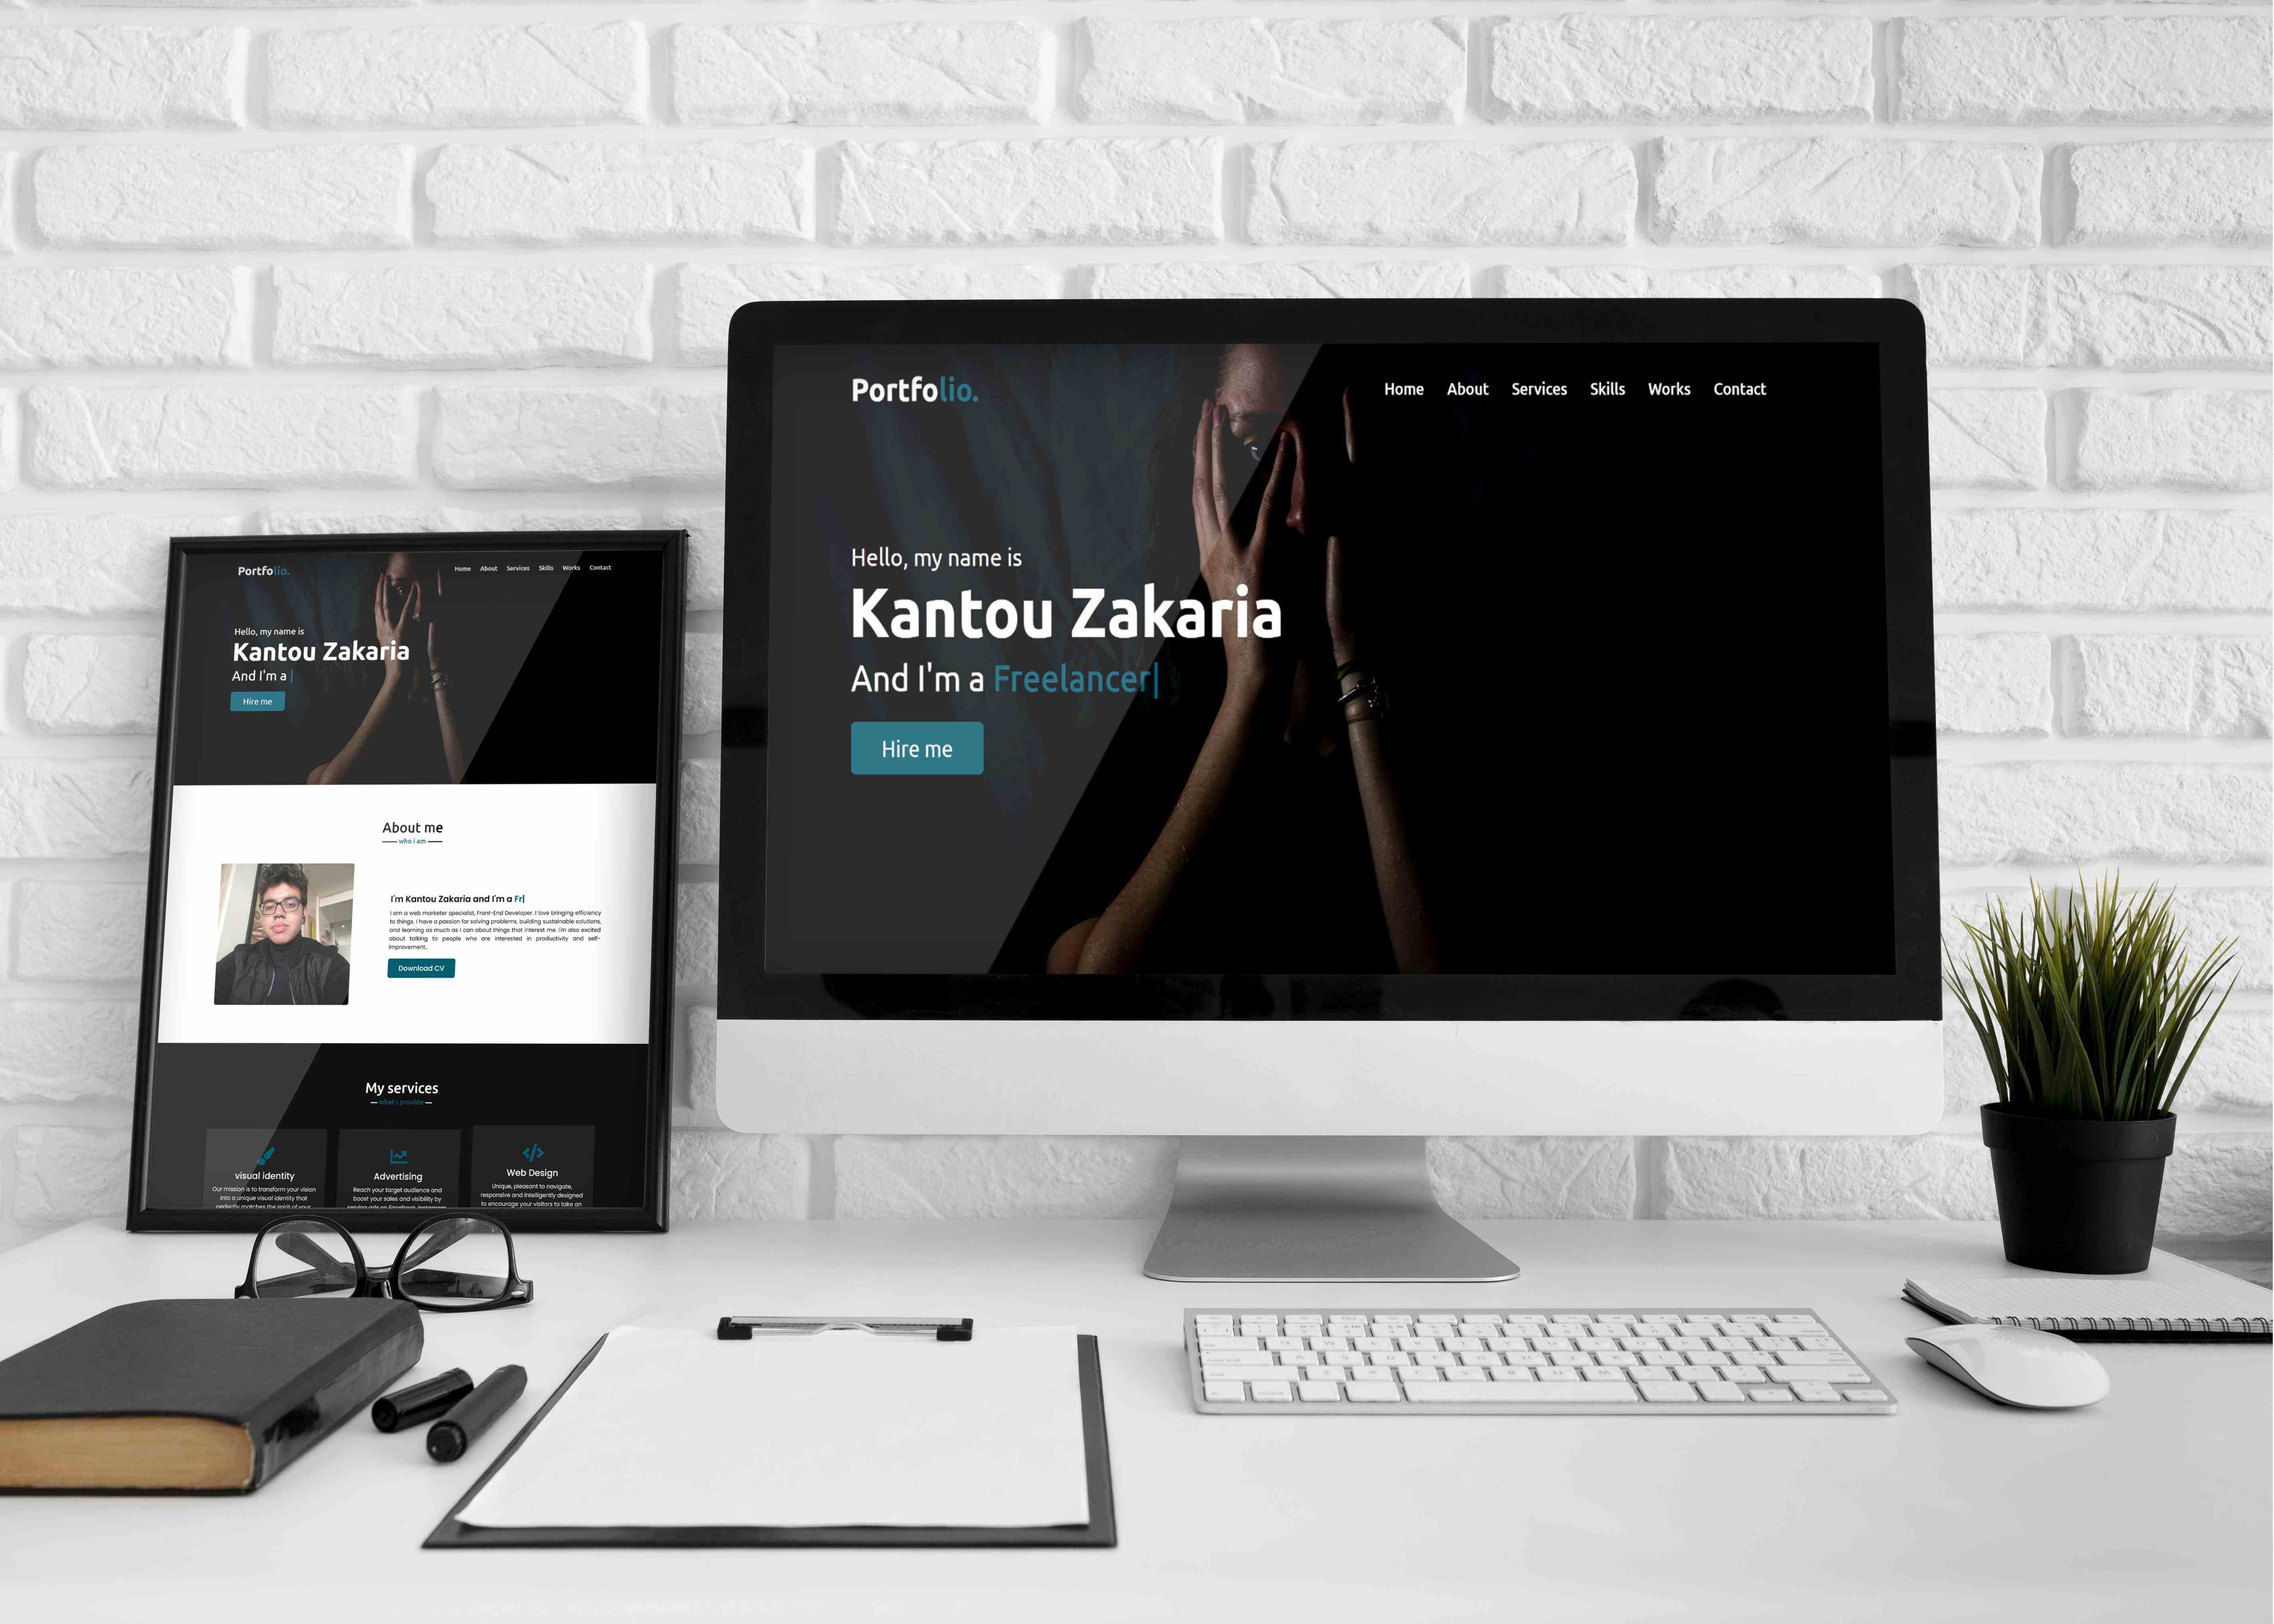 Portfolio.
Home About Services Skills Works Contact
Hello, my name is
Kantou Zakaria
And I'm a Freelancer|
Hire me
Portfolio.
Home About Services Skills Works Contact
Hello, my name is
Kantou Zakaria
And I'm a |
Hire me
About me
who i am
I'm Kantou Zakaria and I'm a Fr|
I am a web marketer specialist, Front-End Developer. I love bringing efficiency
to things. I have a passion for solving problems, building sustainable solutions,
and learning as much as I can about things that interest me. I'm also excited
about talking to people who are interested in productivity and self-
improvement..
Download CV
My services
what i provide
visual identity
Our mission is to transform your vision
into a unique visual identity that
perfectly matches the spirit of your
Advertising
Reach your target audience and
boost your sales and visibility by
serving ads on Facebook, Instagram
Web Design
Unique, pleasant to navigate,
responsive and intelligently designed
to encourage your visitors to take an